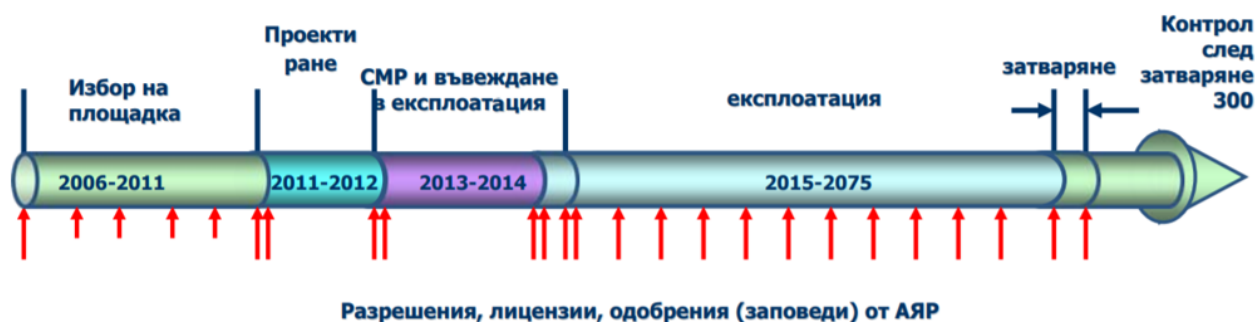 Избор на
площадка
Проекти
ране
СМР и въвеждане
в експлоатация
експлоатация
затваряне
Контрол
след
затваряне
300
2006-2011
2011-2012
2013-2014
2015-2075
Разрешения, лицензии, одобрения (заповеди) от АЯР